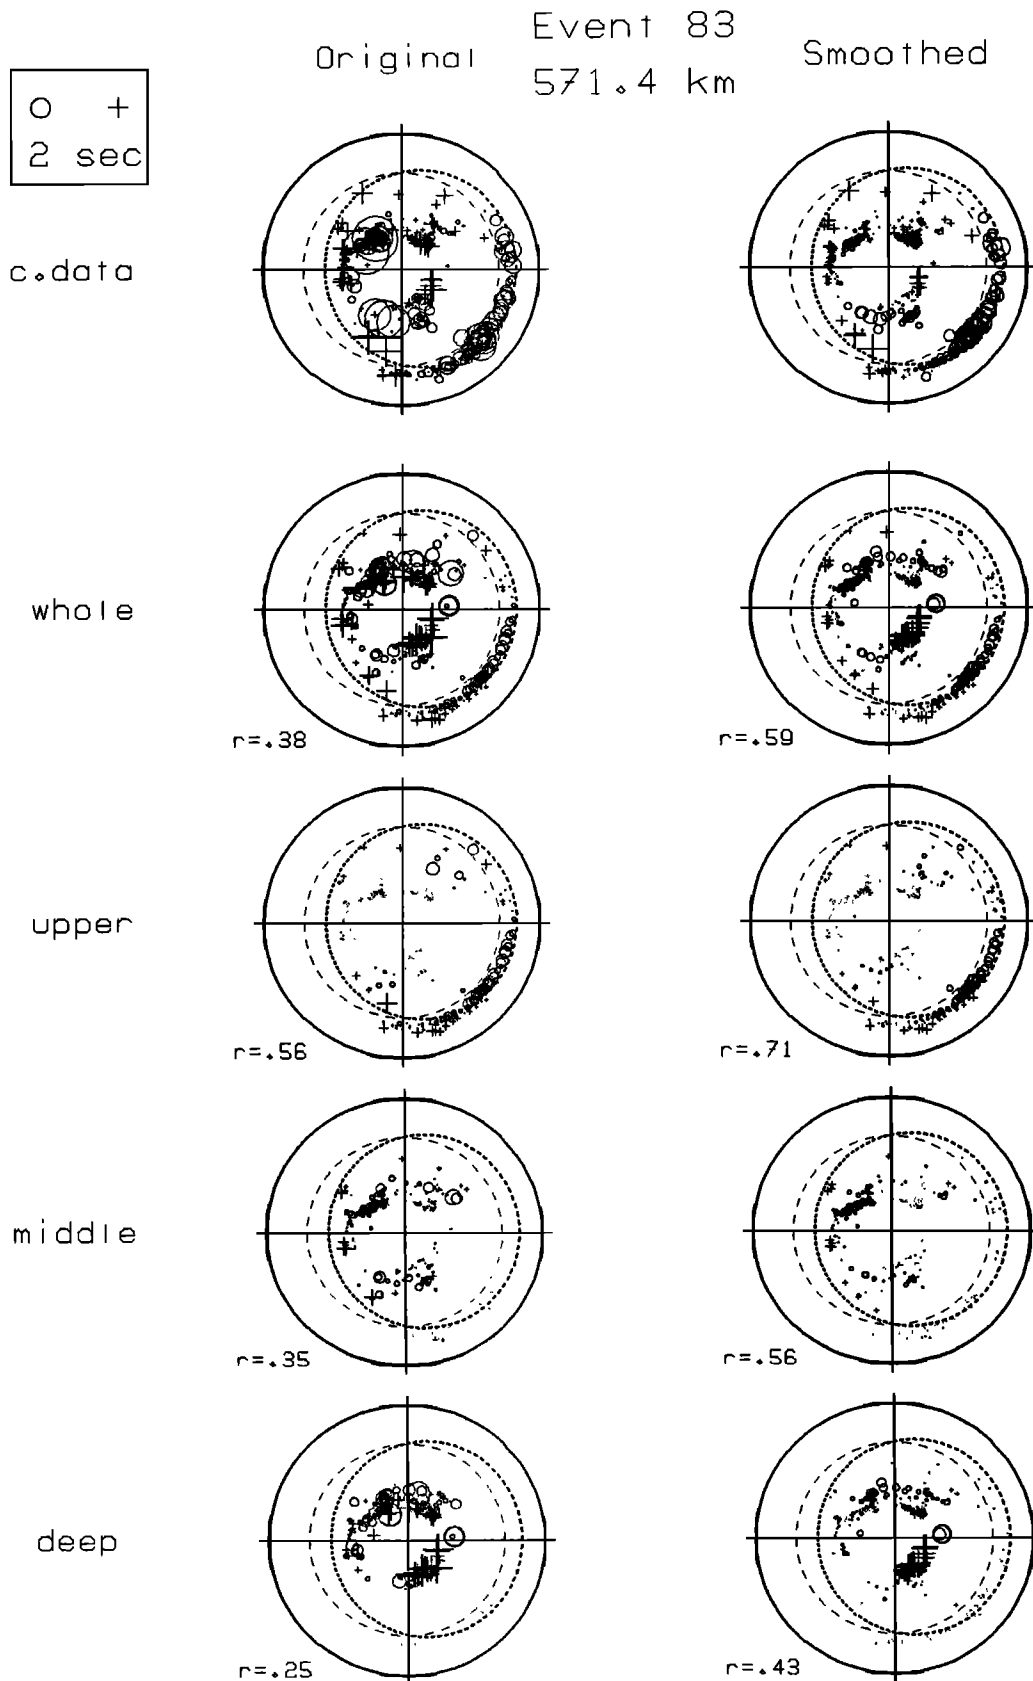 Event 83
571.4 km
Original
Smoothed
O +
2 sec
c.data
whole
r=.38
r=.59
upper
r=.56
r=.71
middle
r=.35
r=.56
deep
r=.25
r=.43